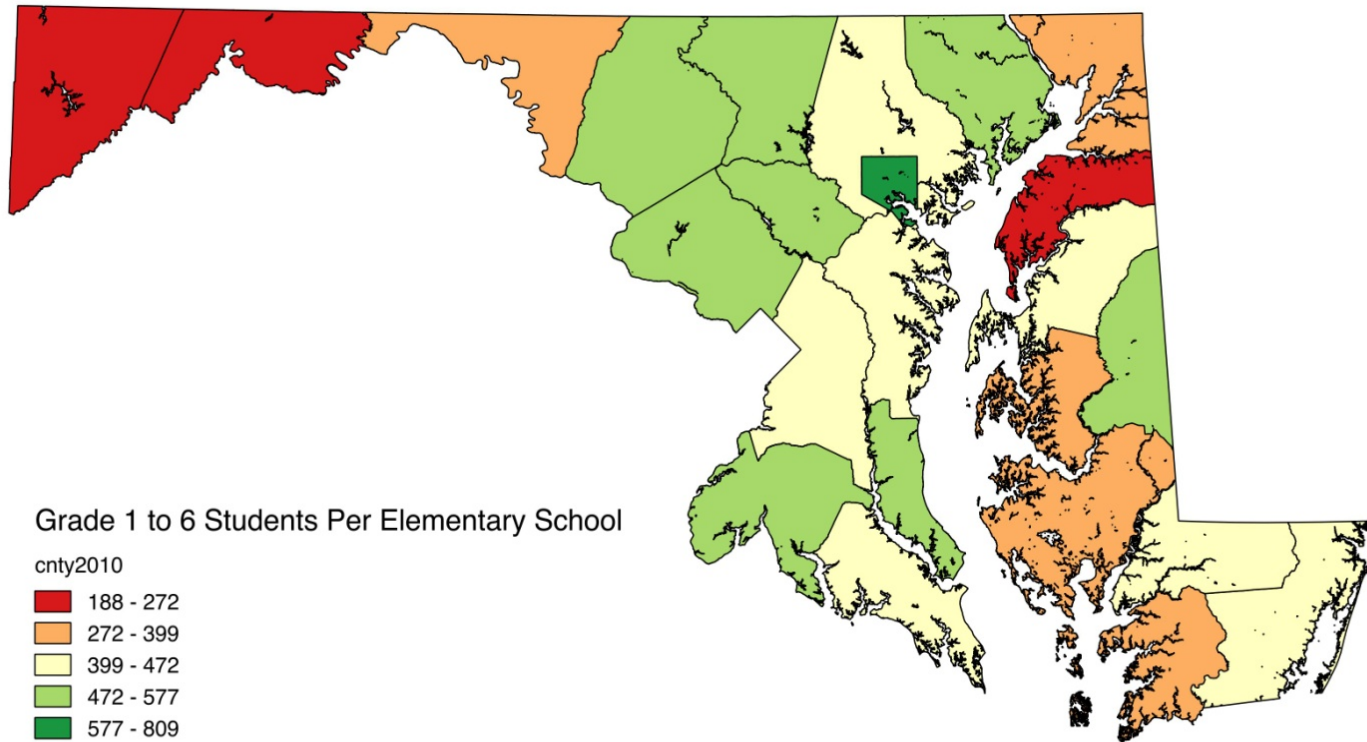 Grade 1 to 6 Students Per Elementary School
cnty2010
188 - 272
272 - 399
399 - 472
472 - 577
577 - 809